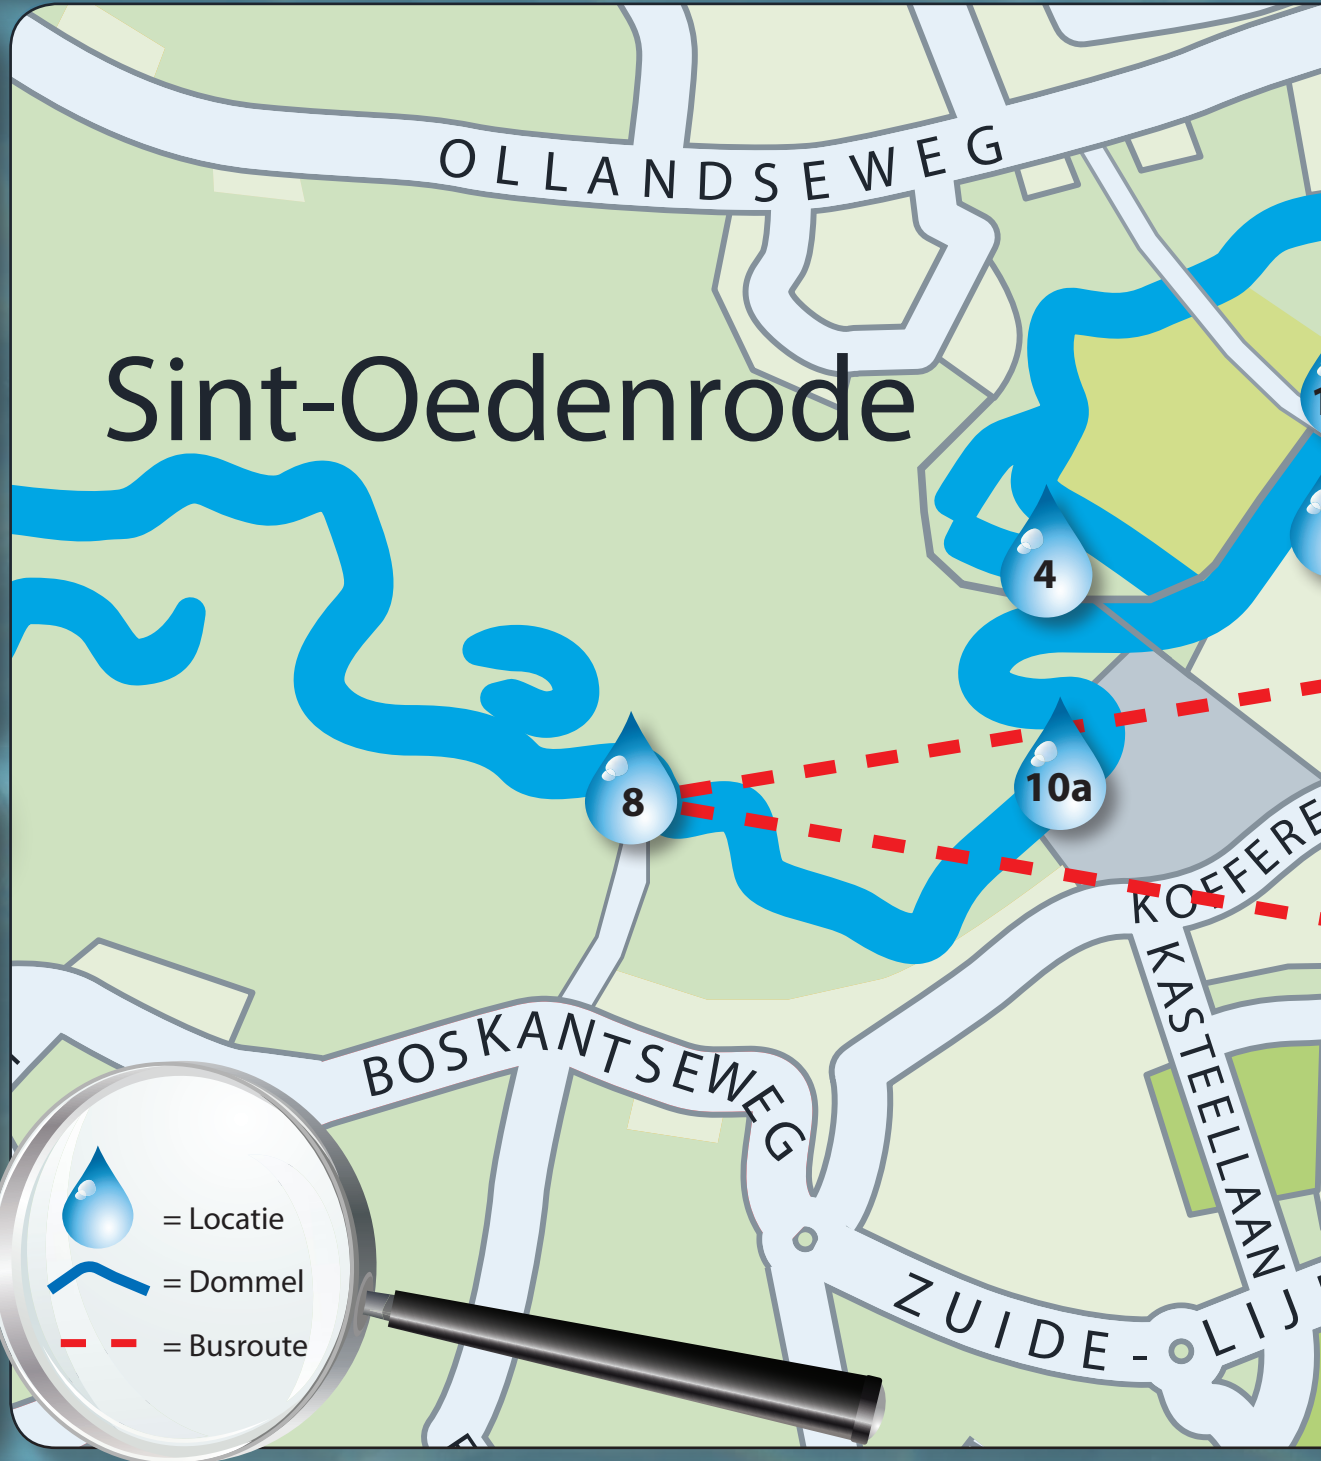 OLLANDSEWEG
Sint-Oedenrode
4
8
10a
KOFFERE
KASTEELLAAN
BOSKANTSEWEG
ZUIDE-LIJ
= Locatie
= Dommel
= Busroute